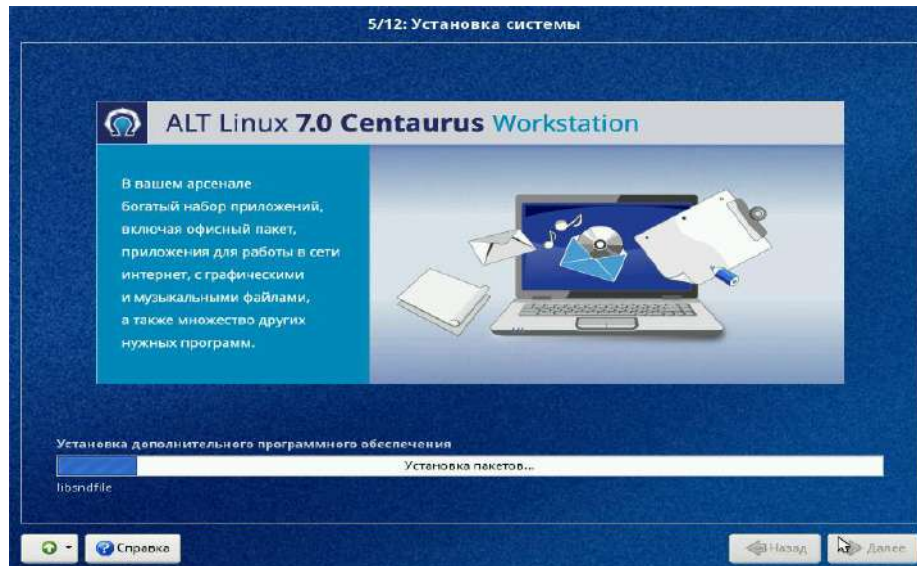 5/12: Установка системы
ALT Linux 7.0 Centaurus Workstation
В вашем арсенале
богатый набор приложений,
включая офисный пакет,
приложения для работы в сети
интернет, с графическими
и музыкальными файлами,
а также множество других
нужных программ.
Установка дополнительного программного обеспечения
Установка пакетов...
libsndfile
Справка
Назад
Далее